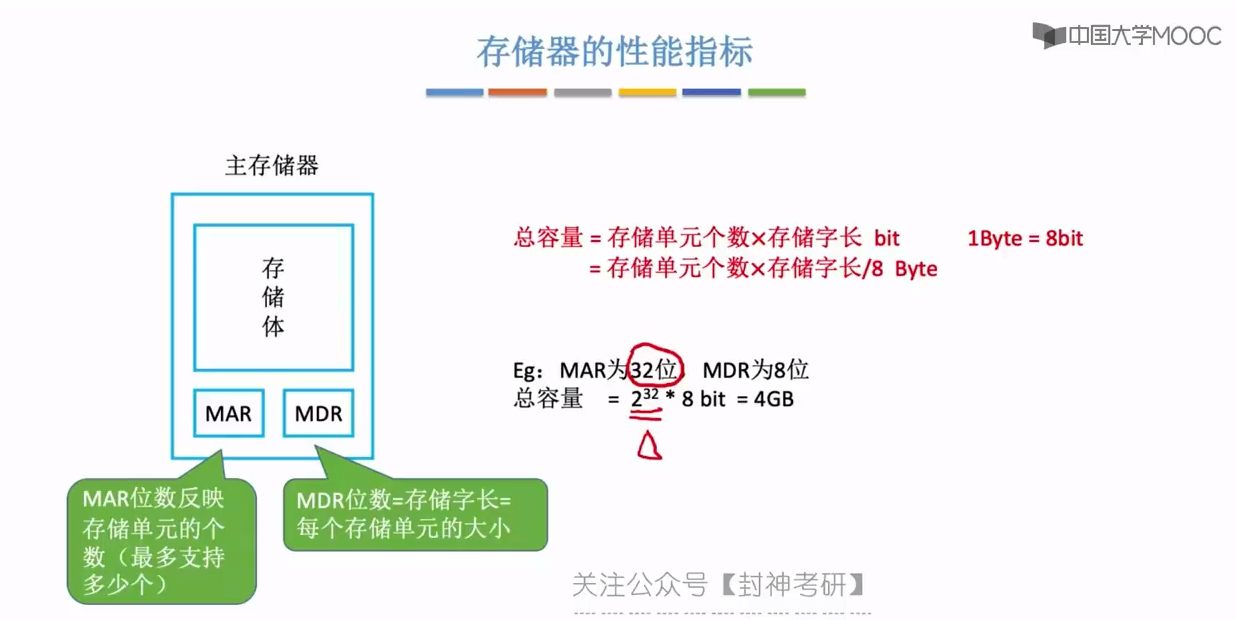 中国大学MOOC
存储器的性能指标
主存储器
存
储
体
MAR
MDR
MAR位数反映
存储单元的个
数（最多支持
多少个）
MDR位数=存储字长=
每个存储单元的大小
总容量 = 存储单元个数×存储字长 bit 1Byte = 8bit
= 存储单元个数×存储字长/8 Byte
Eg： MAR为32位， MDR为8位
总容量 = 2³² * 8 bit = 4GB
关注公众号【封神考研】